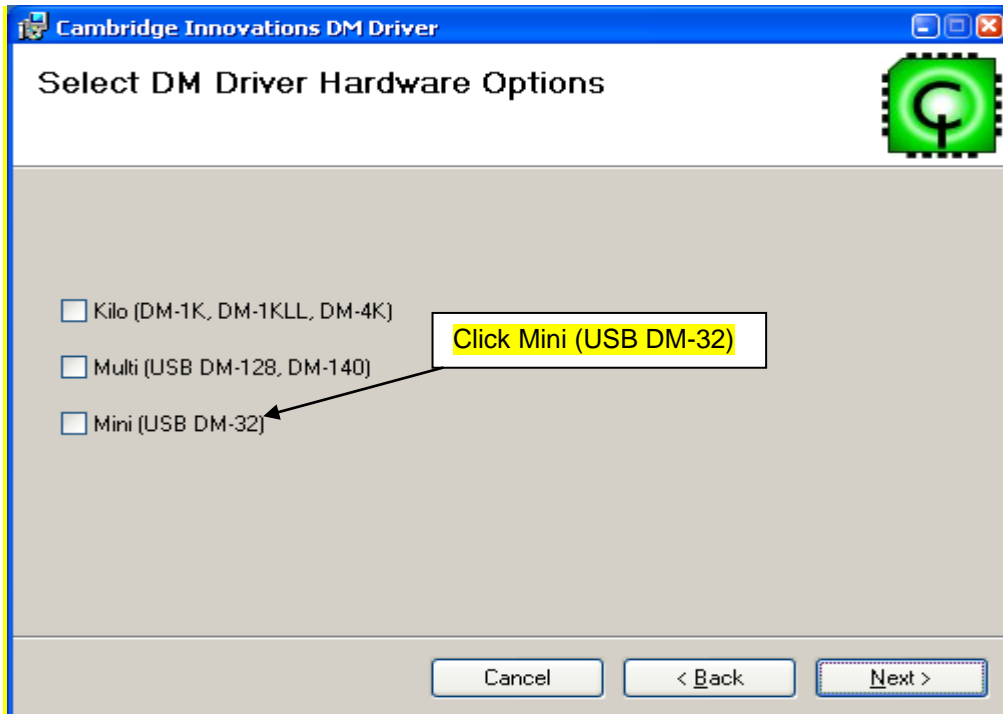 Cambridge Innovations DM Driver
Select DM Driver Hardware Options
Kilo (DM-1K, DM-1KLL, DM-4K)
Click Mini (USB DM-32)
Multi (USB DM-128, DM-140)
Mini (USB DM-32)
Cancel
< Back
Next >